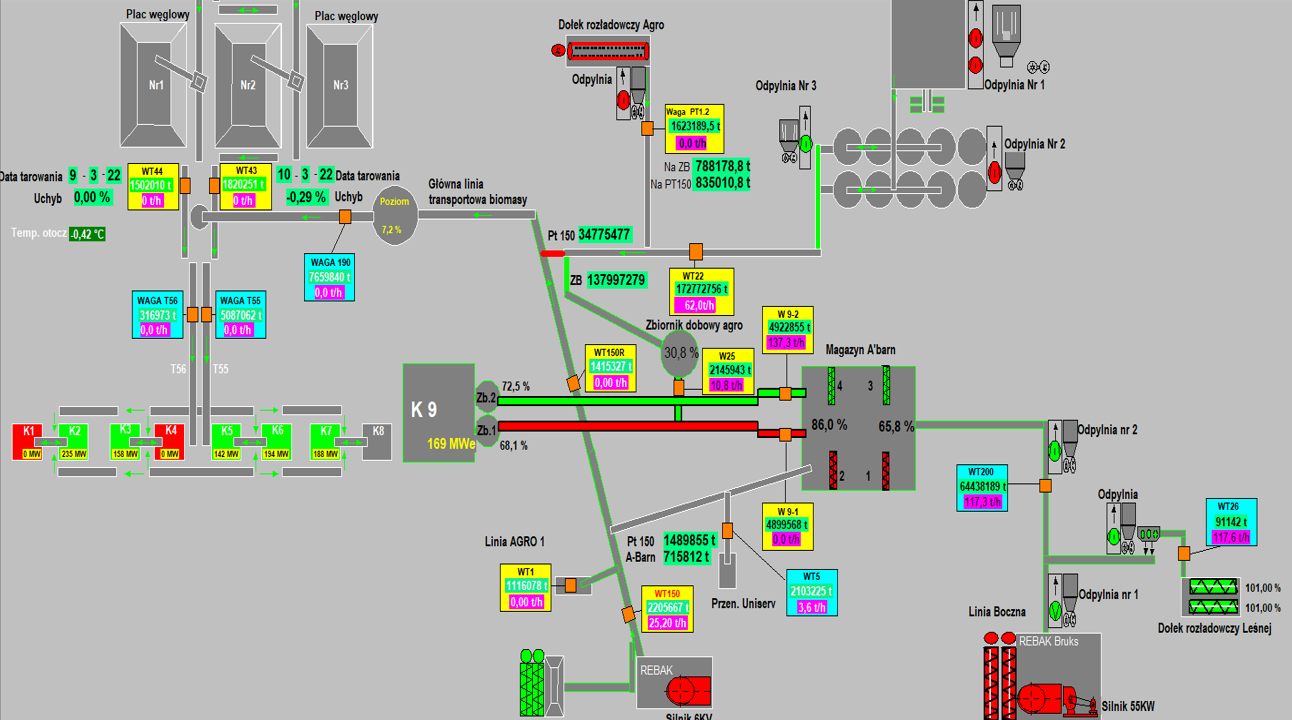 Plac węglowy
Plac węglowy
Nr1
Nr2
Nr3
Dołek rozładowczy Agro
Odpylnia
Waga PT1.2
1623189,5 t
0,0 t/h
Na ZB 788178,8 t
Na PT150 835010,8 t
Odpylnia Nr 3
Odpylnia Nr 1
Odpylnia Nr 2
Data tarowania 9 - 3 - 22
Uchyb 0,00 %
WT44
1502010 t
0 t/h
WT43
1820251 t
0 t/h
10 - 3 - 22 Data tarowania
-0,29 % Uchyb
Temp. otocz -0,42 °C
Poziom
7,2 %
Główna linia
transportowa biomasy
WAGA 190
7659840 t
0,0 t/h
Pt 150 34775477
ZB 137997279
WT22
172772756 t
62,0t/h
WAGA T56
316973 t
0,0 t/h
WAGA T55
5087062 t
0,0 t/h
T56
T55
Zbiornik dobowy agro
30,8 %
WT150R
1415327 t
0,00 t/h
W25
2145943 t
10,8 t/h
W 9-2
4922855 t
137,3 t/h
Magazyn A'barn
4
3
86,0 %
65,8 %
2
1
K 9
169 MWe
Zb.2
72,5 %
Zb.1
68,1 %
K1
0 MW
K2
235 MW
K3
158 MW
K4
0 MW
K5
142 MW
K6
194 MW
K7
188 MW
K8
W 9-1
4899568 t
0,0 t/h
Odpylnia nr 2
WT200
64438189 t
117,3 t/h
Odpylnia
WT26
91142 t
117,6 t/h
Linia AGRO 1
Pt 150 1489855 t
A-Barn 715812 t
WT1
1116078 t
0,00 t/h
WT150
2205667 t
25,20 t/h
Przen. Uniserv
WT5
2103225 t
3,6 t/h
Odpylnia nr 1
101,00 %
101,00 %
Dołek rozładowczy Leśnej
Linia Boczna
REBAK Bruks
Silnik 55KW
REBAK
Silnik 6KV